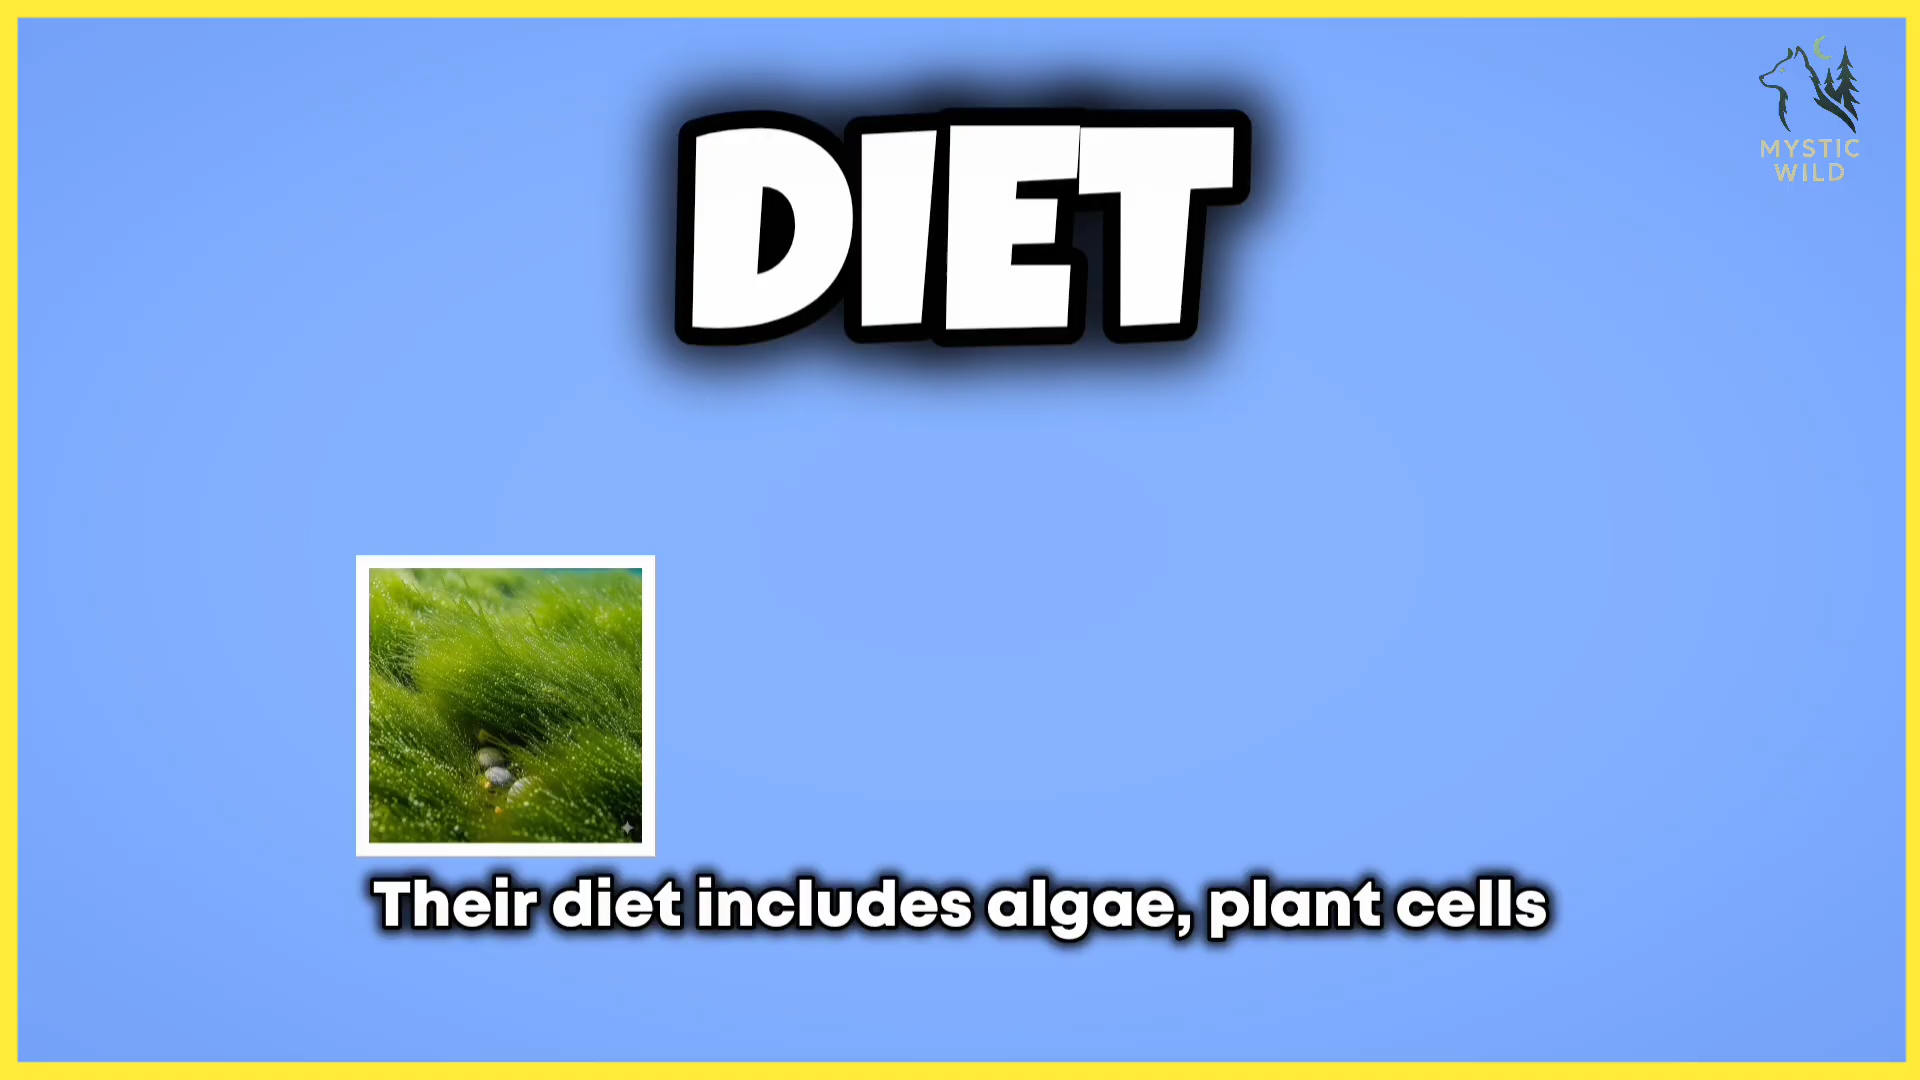 DIET
MYSTIC
WILD
Their diet includes algae, plant cells